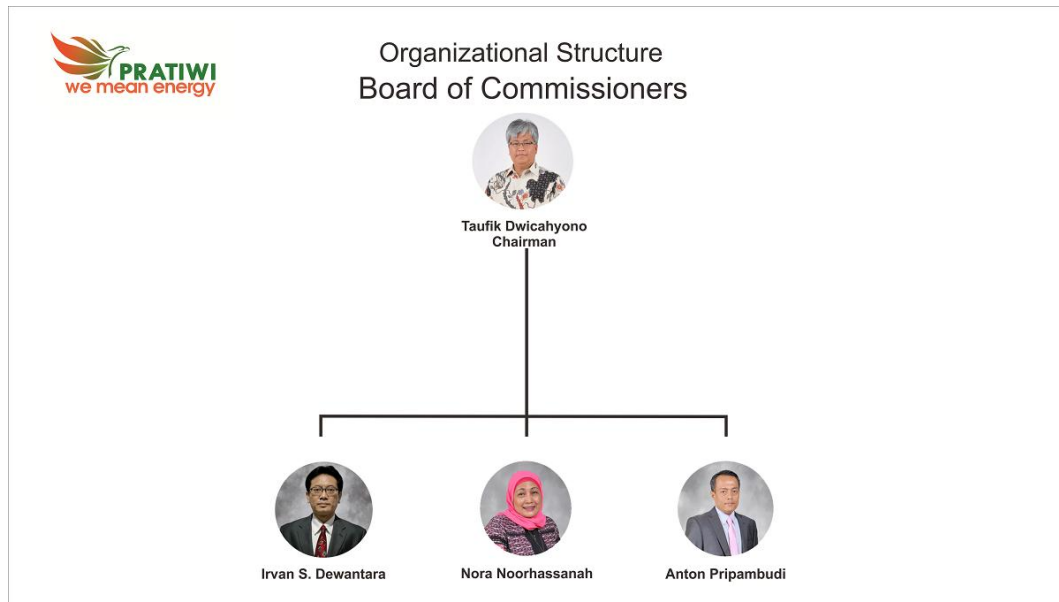 PRATIWI
we mean energy
Organizational Structure
Board of Commissioners
Taufik Dwicahyono
Chairman
Irvan S. Dewantara
Nora Noorhassanah
Anton Pripambudi